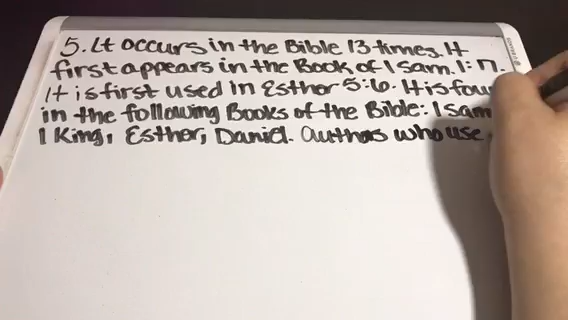 5. It occurs in the Bible 13 times. It
first appears in the Book of 1 Sam. 1:17.
It is first used in Esther 5:6. It is fou
in the following Books of the Bible: 1 Sam
1 King, Esther, Daniel. Authors who use